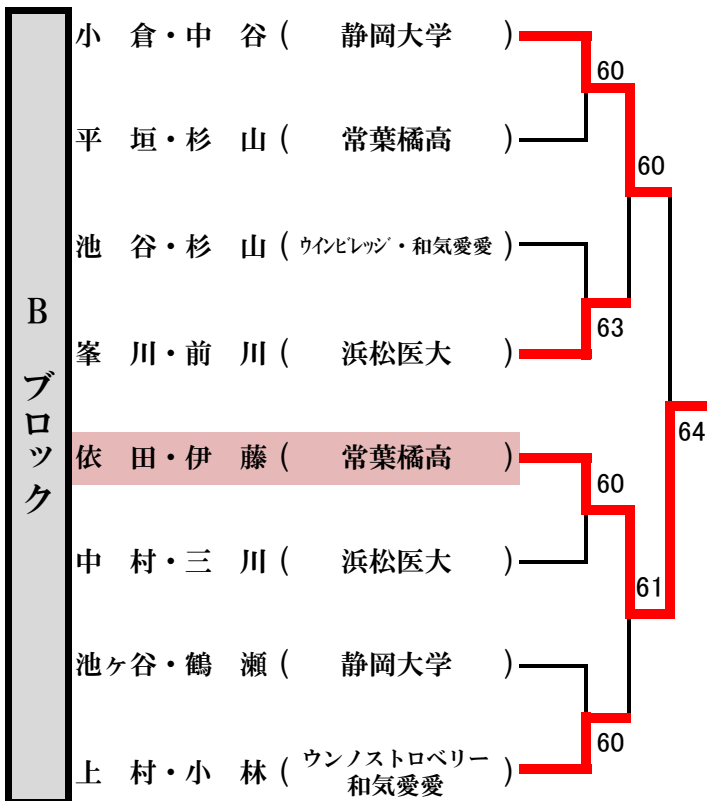 B ブロック
小 倉・中 谷 ( 静岡大学 )
60
平 垣・杉 山 ( 常葉橘高 )
60
池 谷・杉 山 ( ウインビレッジ・和気愛愛 )
63
峯 川・前 川 ( 浜松医大 )
64
依 田・伊 藤 ( 常葉橘高 )
60
中 村・三 川 ( 浜松医大 )
61
池ヶ谷・鶴 瀬 ( 静岡大学 )
60
上 村・小 林 ( ウンノストロベリー
和気愛愛 )